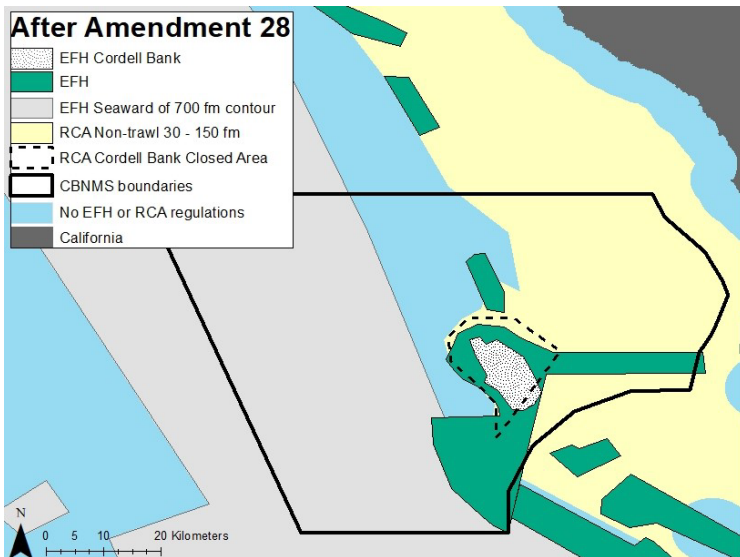 After Amendment 28
EFH Cordell Bank
EFH
EFH Seaward of 700 fm contour
RCA Non-trawl 30 - 150 fm
RCA Cordell Bank Closed Area
CBNMS boundaries
No EFH or RCA regulations
California
N
0 5 10 20 Kilometers